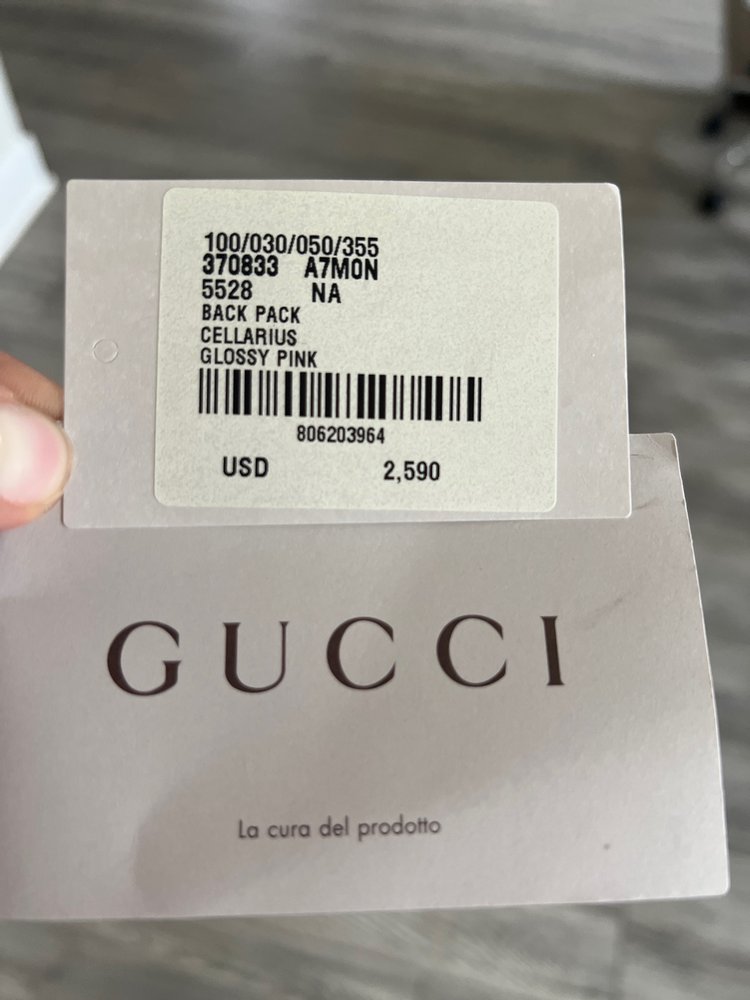 100/030/050/355
370833 A7M0N
5528 NA
BACK PACK
CELLARIUS
GLOSSY PINK
806203964
USD 2,590
GUCCI
La cura del prodotto